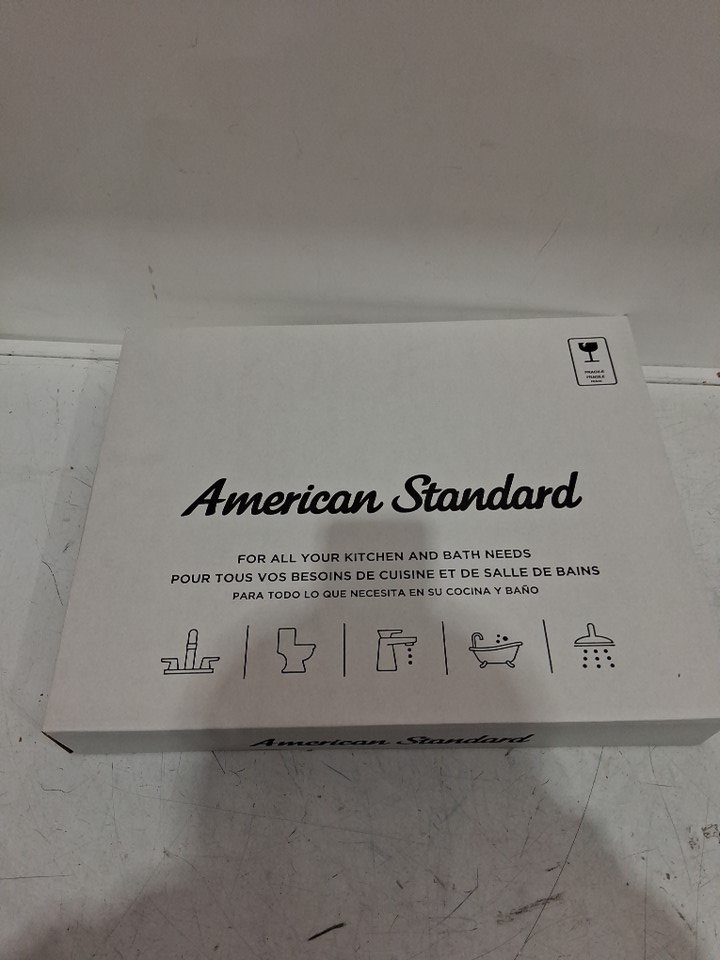 FRAGILE
FRAGILE
American Standard
FOR ALL YOUR KITCHEN AND BATH NEEDS
POUR TOUS VOS BESOINS DE CUISINE ET DE SALLE DE BAINS
PARA TODO LO QUE NECESITA EN SU COCINA Y BAÑO
American Standard